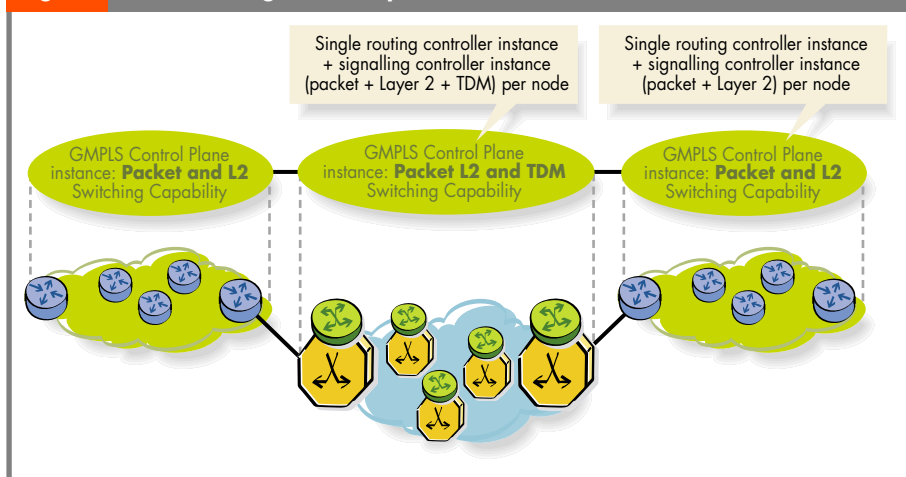 Single routing controller instance
+ signalling controller instance
(packet + Layer 2 + TDM) per node
Single routing controller instance
+ signalling controller instance
(packet + Layer 2) per node
GMPLS Control Plane
instance: Packet and L2
Switching Capability
GMPLS Control Plane
instance: Packet L2 and TDM
Switching Capability
GMPLS Control Plane
instance: Packet and L2
Switching Capability